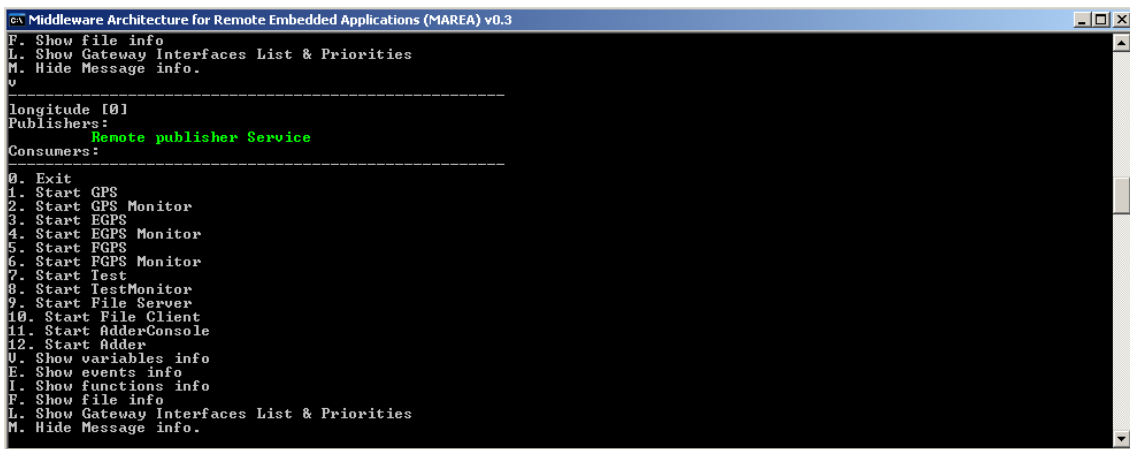 Middleware Architecture for Remote Embedded Applications (MAREA) v0.3
F. Show file info
L. Show Gateway Interfaces List & Priorities
M. Hide Message info.
v
--------------------------------------------------------
longitude [0]
Publishers:
Remote publisher Service
Consumers:
--------------------------------------------------------
0. Exit
1. Start GPS
2. Start GPS Monitor
3. Start EGPS
4. Start EGPS Monitor
5. Start FGPS
6. Start FGPS Monitor
7. Start Test
8. Start TestMonitor
9. Start File Server
10. Start File Client
11. Start AdderConsole
12. Start Adder
V. Show variables info
E. Show events info
I. Show functions info
F. Show file info
L. Show Gateway Interfaces List & Priorities
M. Hide Message info.